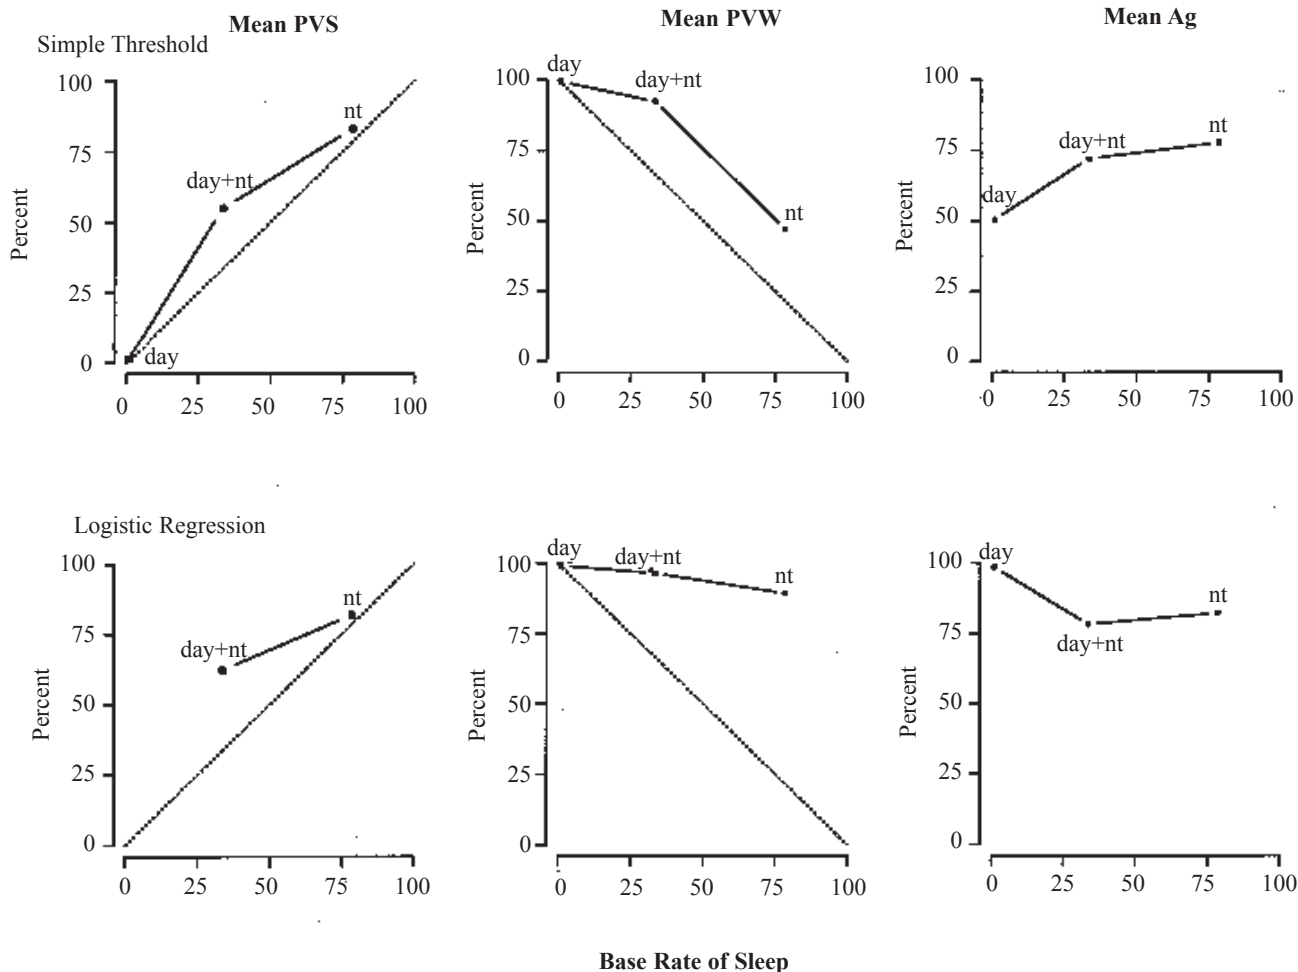 Mean PVS
Mean PVW
Mean Ag
Simple Threshold
100
75
50
25
0
Percent
day
day+nt
nt
0 25 50 75 100
100
75
50
25
0
Percent
day
day+nt
nt
0 25 50 75 100
100
75
50
25
0
Percent
day
day+nt
nt
0 25 50 75 100
Logistic Regression
100
75
50
25
0
Percent
day+nt
nt
0 25 50 75 100
100
75
50
25
0
Percent
day
day+nt
nt
0 25 50 75 100
100
75
50
25
0
Percent
day
day+nt
nt
0 25 50 75 100
Base Rate of Sleep